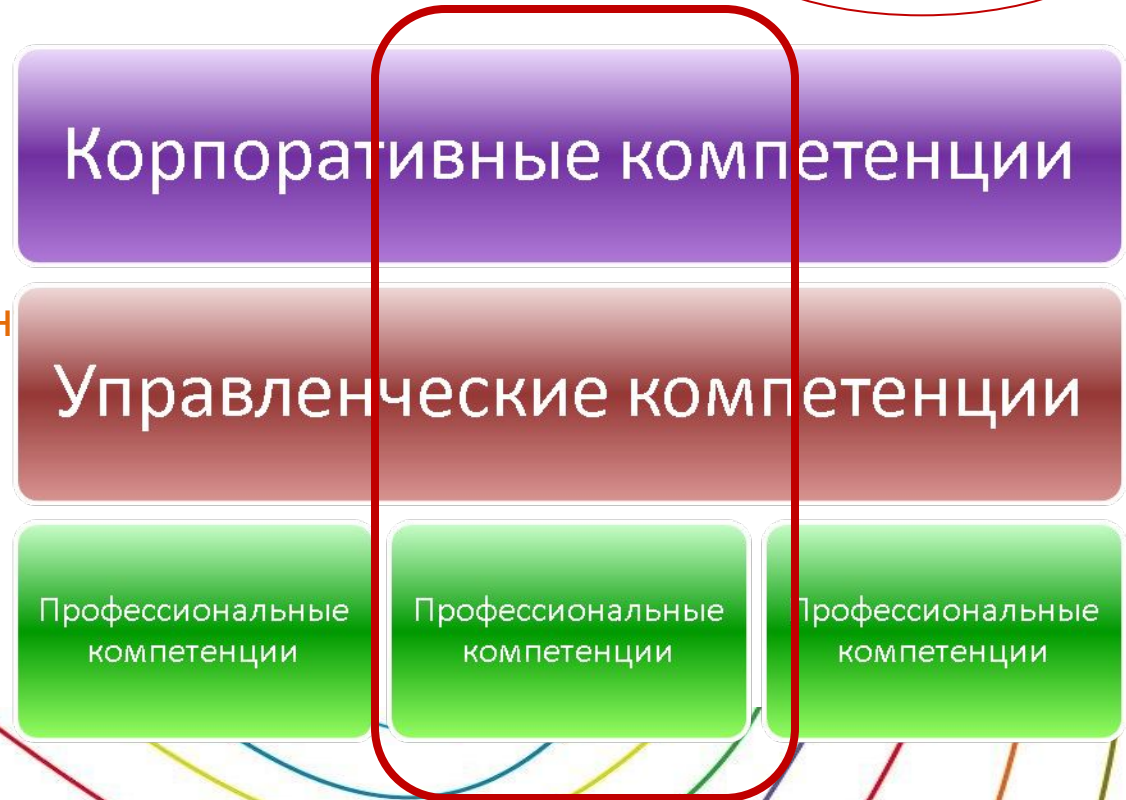 Корпоративные компетенции
Управленческие компетенции
Профессиональные
компетенции
Профессиональные
компетенции
Профессиональные
компетенции